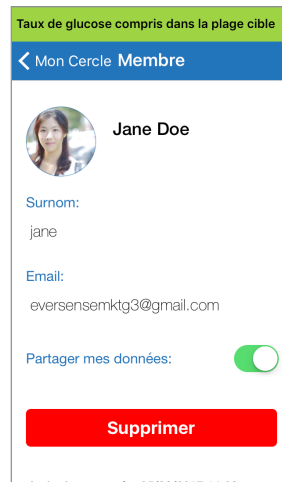 Taux de glucose compris dans la plage cible
Mon Cercle Membre
Jane Doe
Surnom:
jane
Email:
eversensemktg3@gmail.com
Partager mes données:
Supprimer